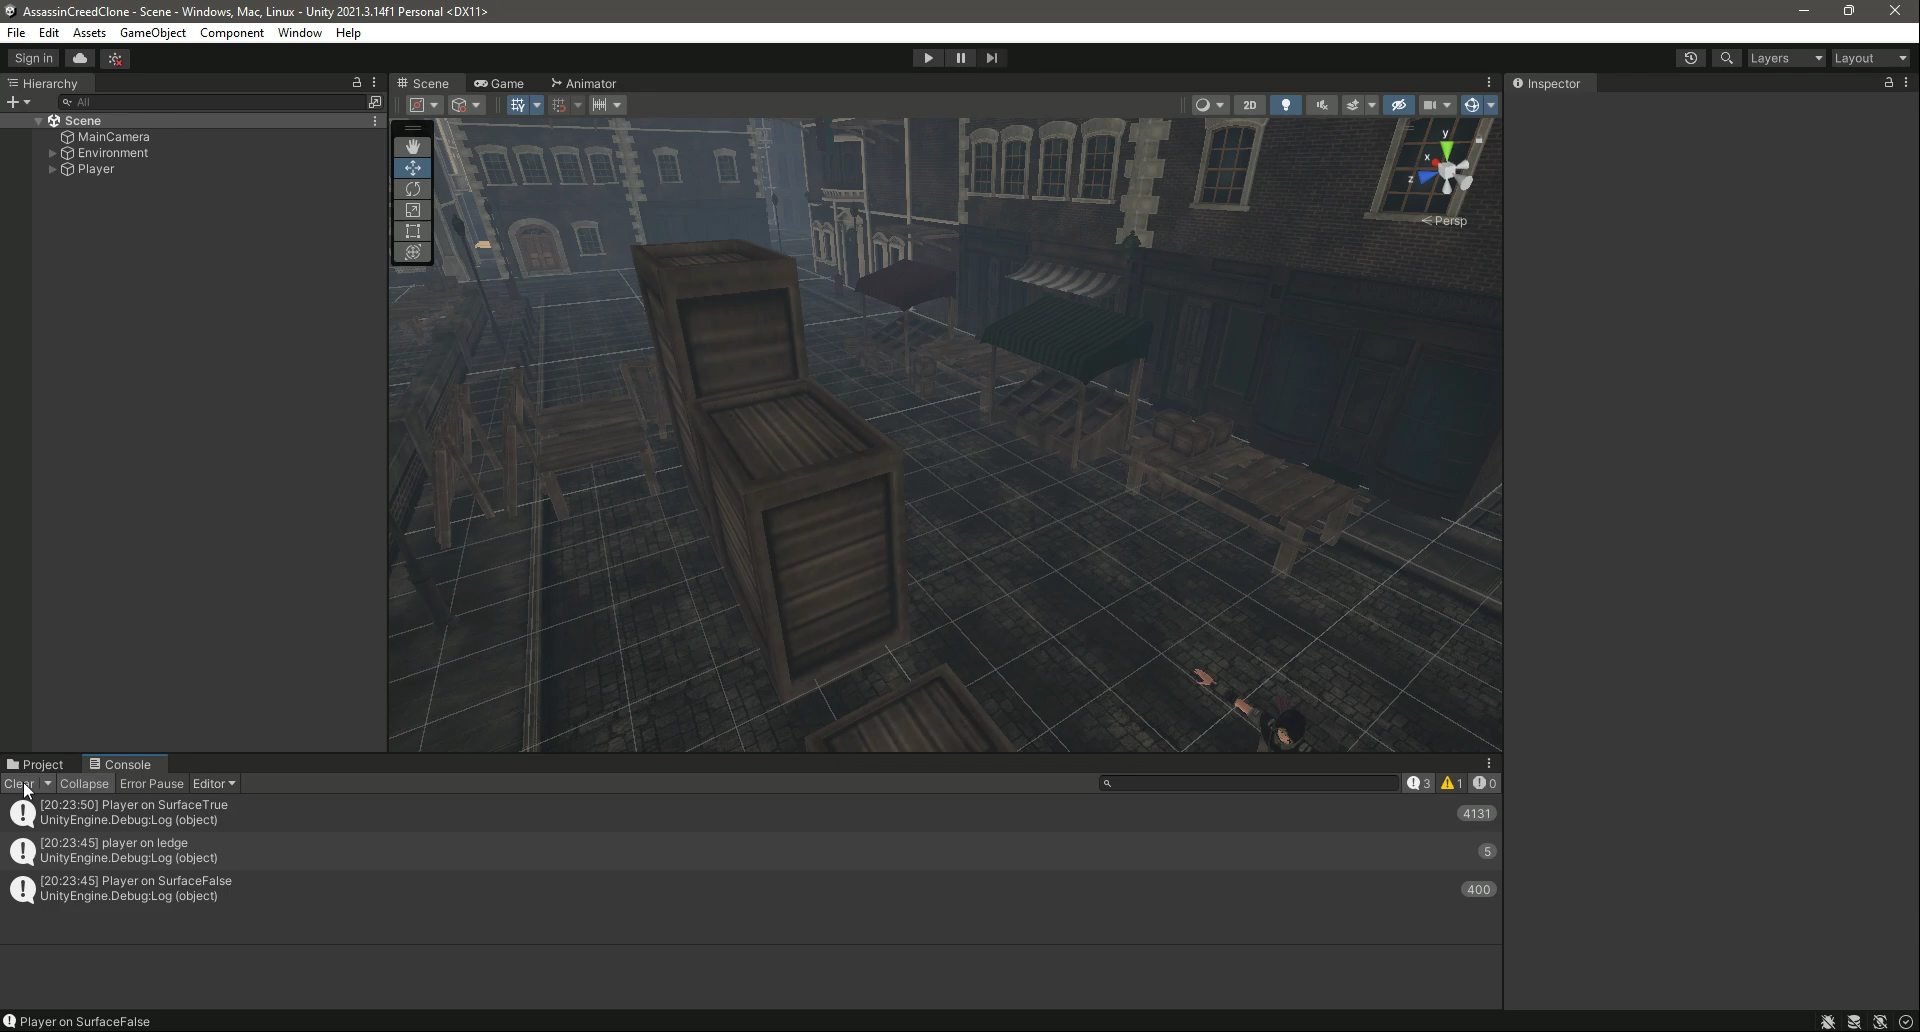 AssassinCreedClone - Scene - Windows, Mac, Linux - Unity 2021.3.14f1 Personal <DX11>
File Edit Assets GameObject Component Window Help
Sign in
Layers Layout
Hierarchy
Scene Game Animator
Inspector
All
2D
Scene
MainCamera
Environment
Player
y
x
z
Persp
Project Console
Clear Collapse Error Pause Editor
3 1 0
[20:23:50] Player on SurfaceTrue
UnityEngine.Debug:Log (object)
4131
[20:23:45] player on ledge
UnityEngine.Debug:Log (object)
5
[20:23:45] Player on SurfaceFalse
UnityEngine.Debug:Log (object)
400
Player on SurfaceFalse